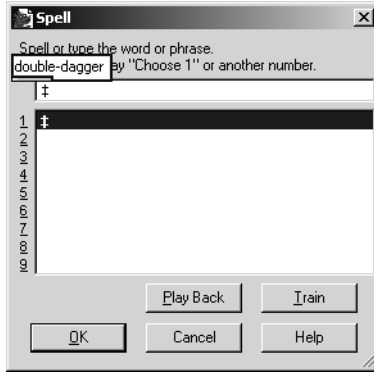 Spell
Spell or type the word or phrase.
double-dagger ay "Choose 1" or another number.
‡
1 ‡
2
3
4
5
6
7
8
9
Play Back Train
OK Cancel Help